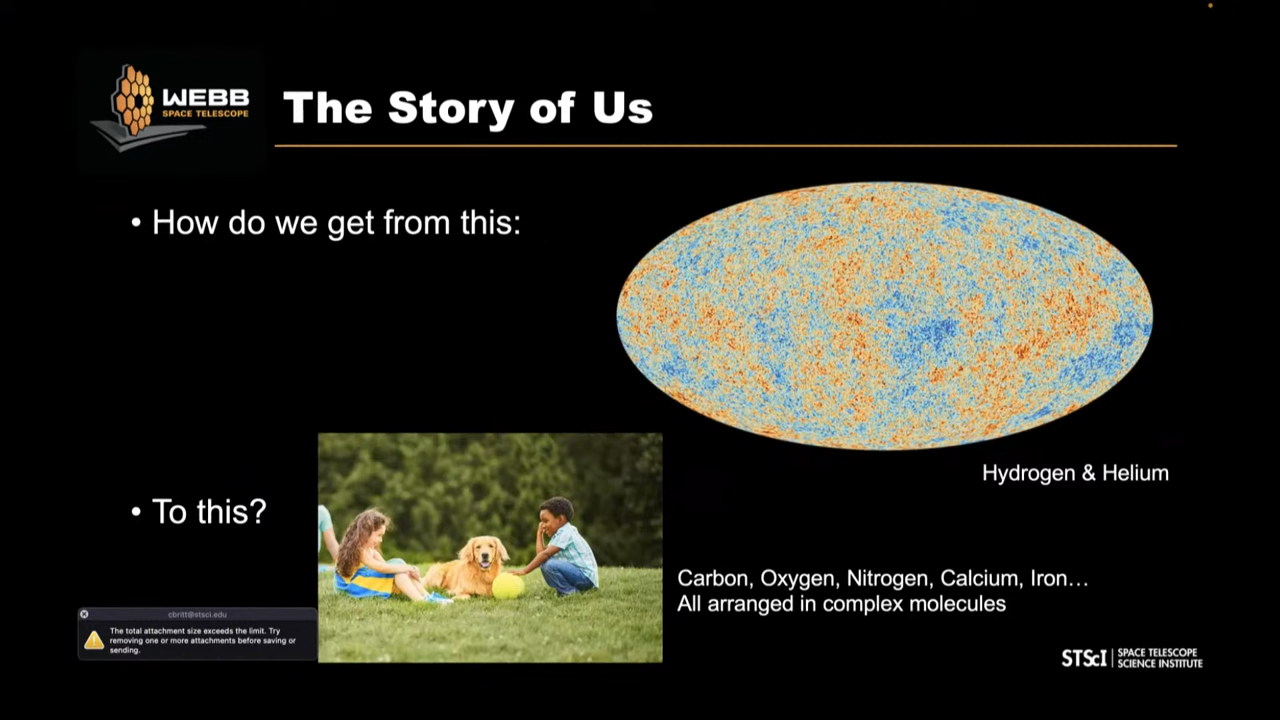 WEBB
SPACE TELESCOPE
The Story of Us
• How do we get from this:
Hydrogen & Helium
• To this?
Carbon, Oxygen, Nitrogen, Calcium, Iron…
All arranged in complex molecules
cbritt@stsci.edu
The total attachment size exceeds the limit. Try
removing one or more attachments before saving or
sending.
STScI | SPACE TELESCOPE
SCIENCE INSTITUTE